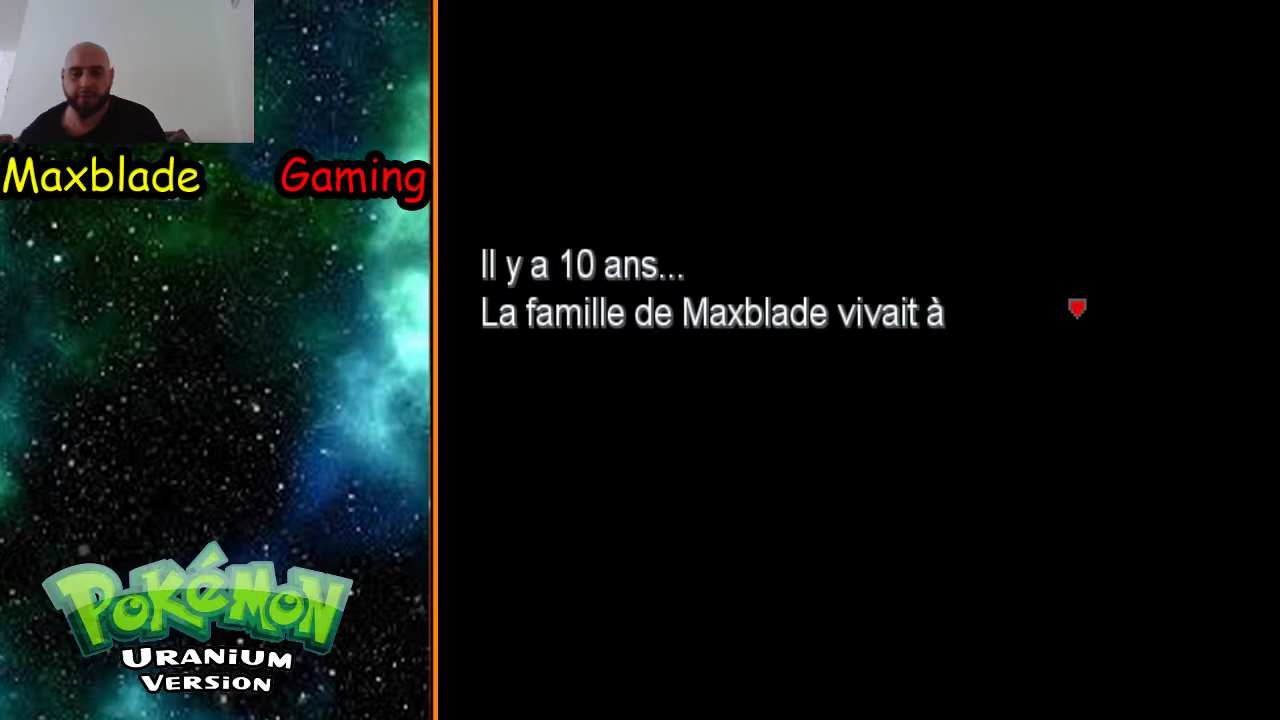 Maxblade Gaming
Il y a 10 ans...
La famille de Maxblade vivait à
POKéMON
URANiUM
VERSiON